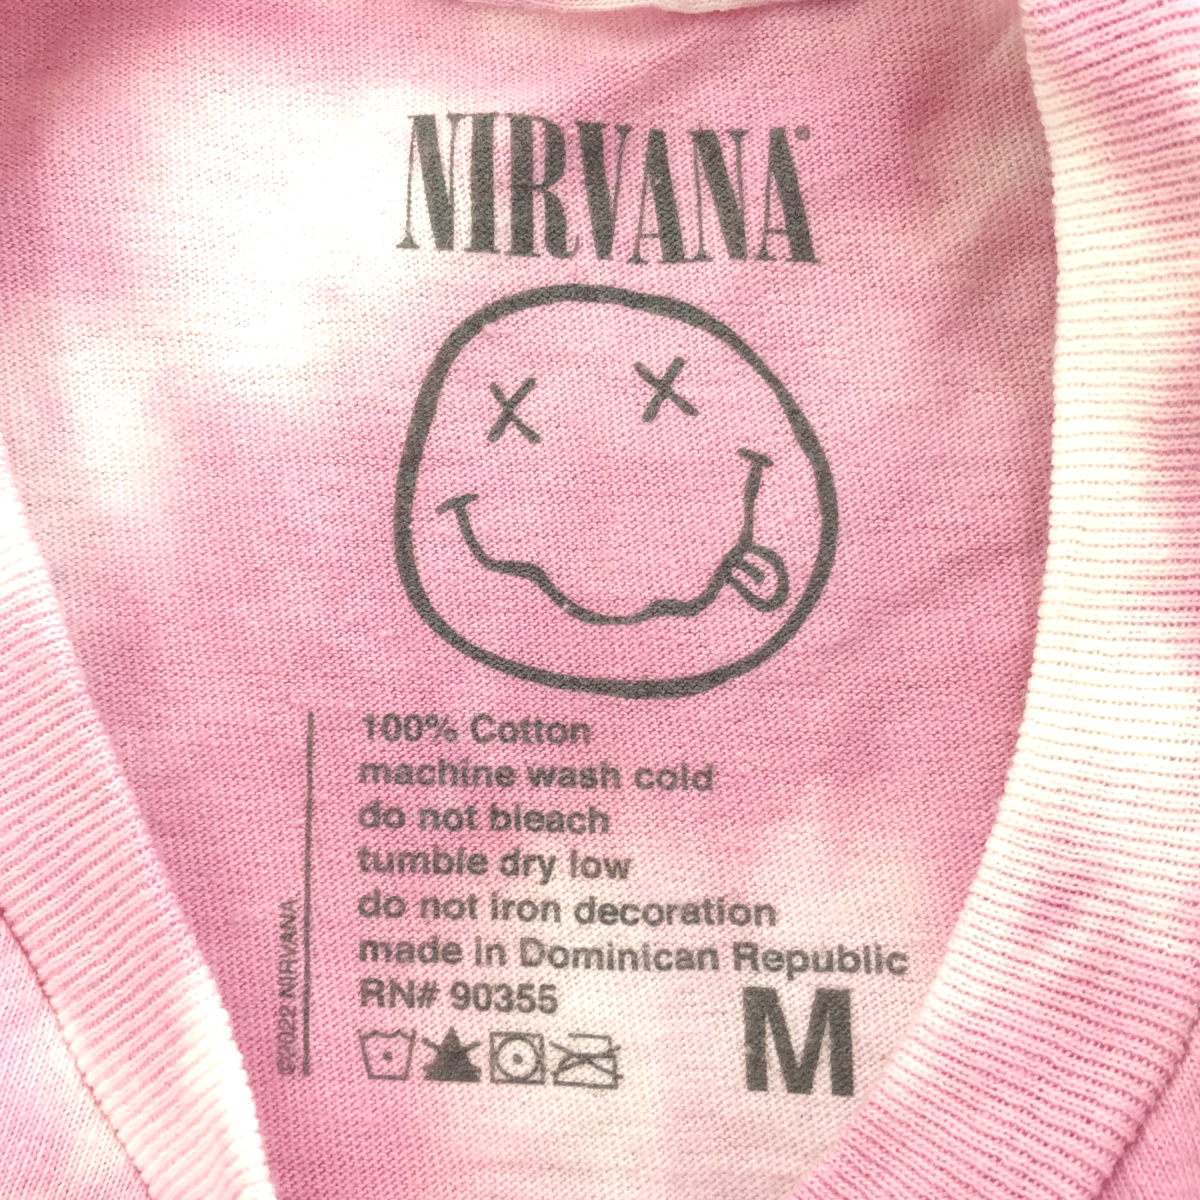 NIRVANA®
100% Cotton
machine wash cold
do not bleach
tumble dry low
do not iron decoration
made in Dominican Republic
RN# 90355
M
©2022 NIRVANA